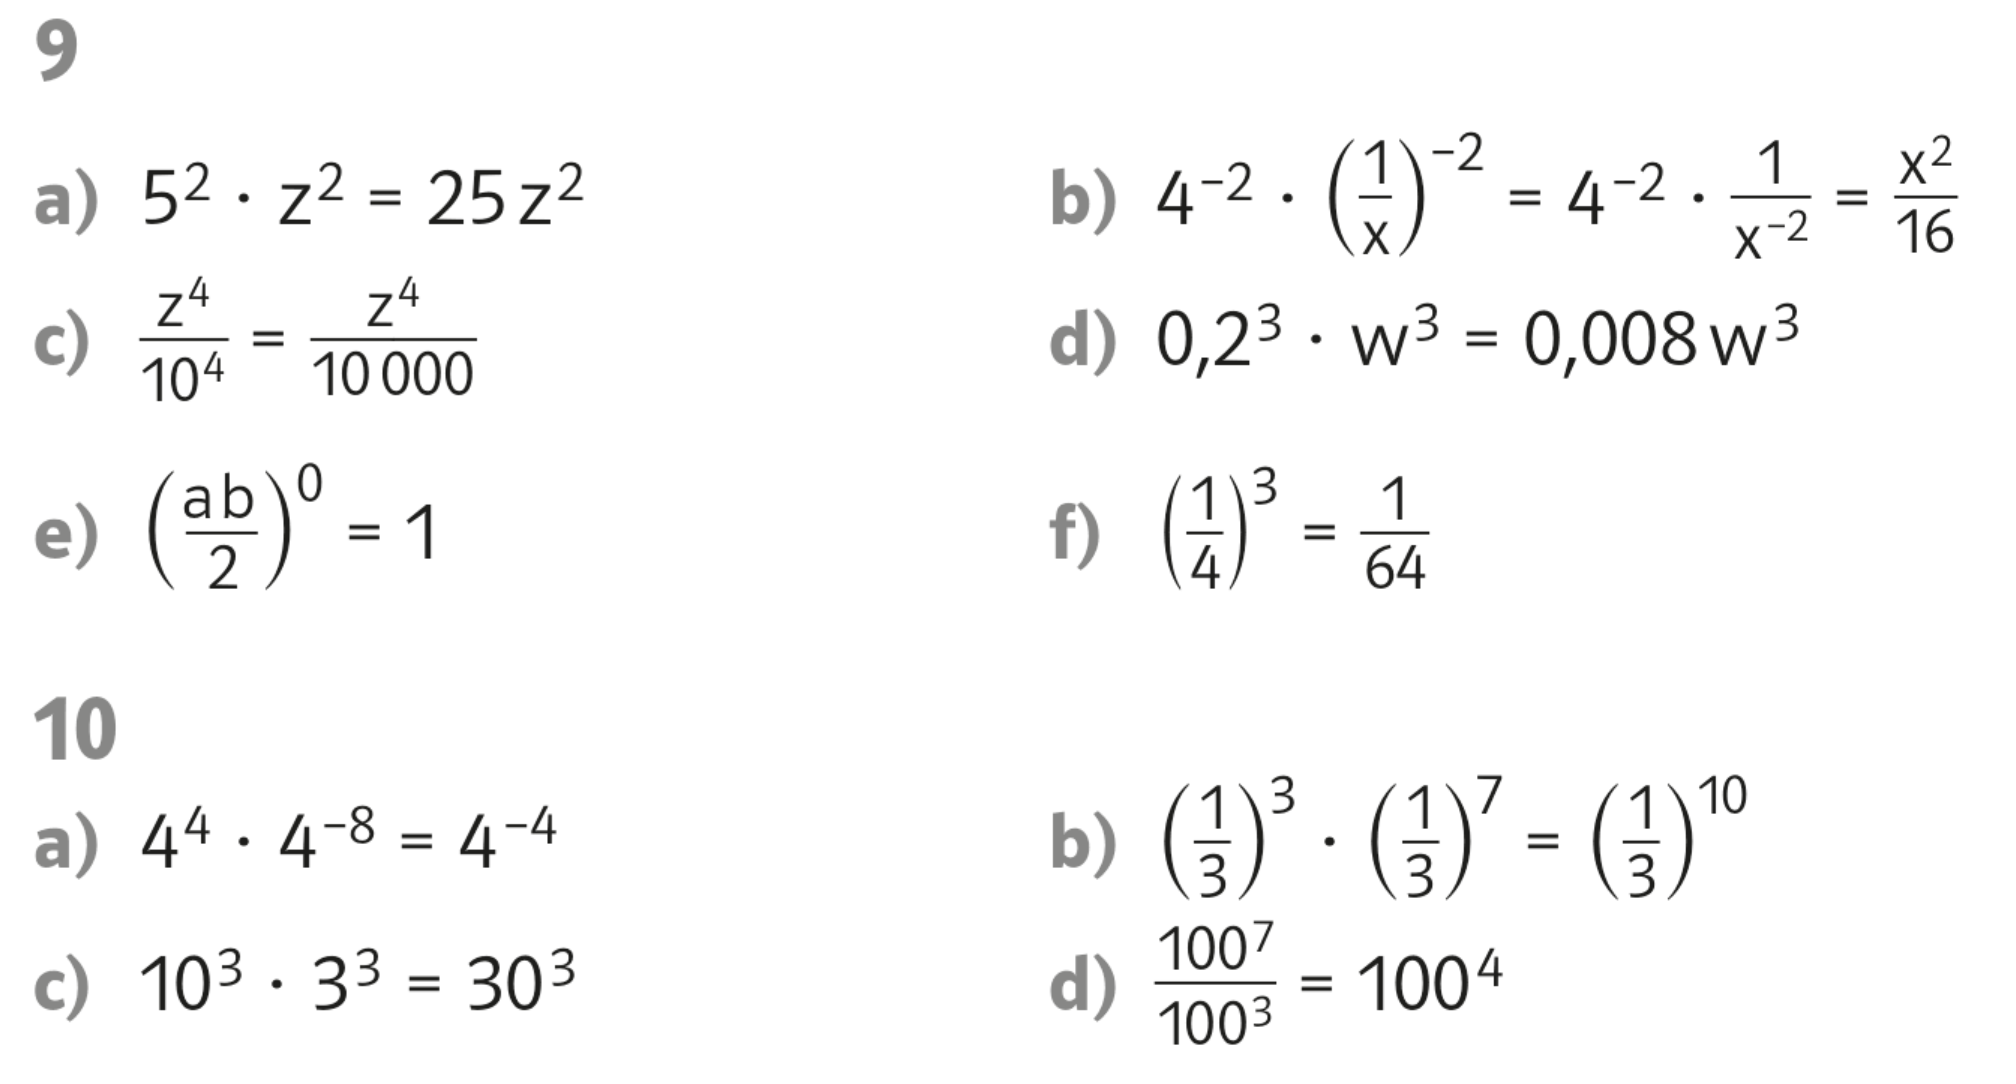 9
a) 5² · z² = 25 z²
b) 4⁻² · (1/x)⁻² = 4⁻² · 1/x⁻² = x²/16
c) z⁴/10⁴ = z⁴/10 000
d) 0,2³ · w³ = 0,008 w³
e) (ab/2)⁰ = 1
f) (1/4)³ = 1/64
10
a) 4⁴ · 4⁻⁸ = 4⁻⁴
b) (1/3)³ · (1/3)⁷ = (1/3)¹⁰
c) 10³ · 3³ = 30³
d) 100⁷/100³ = 100⁴